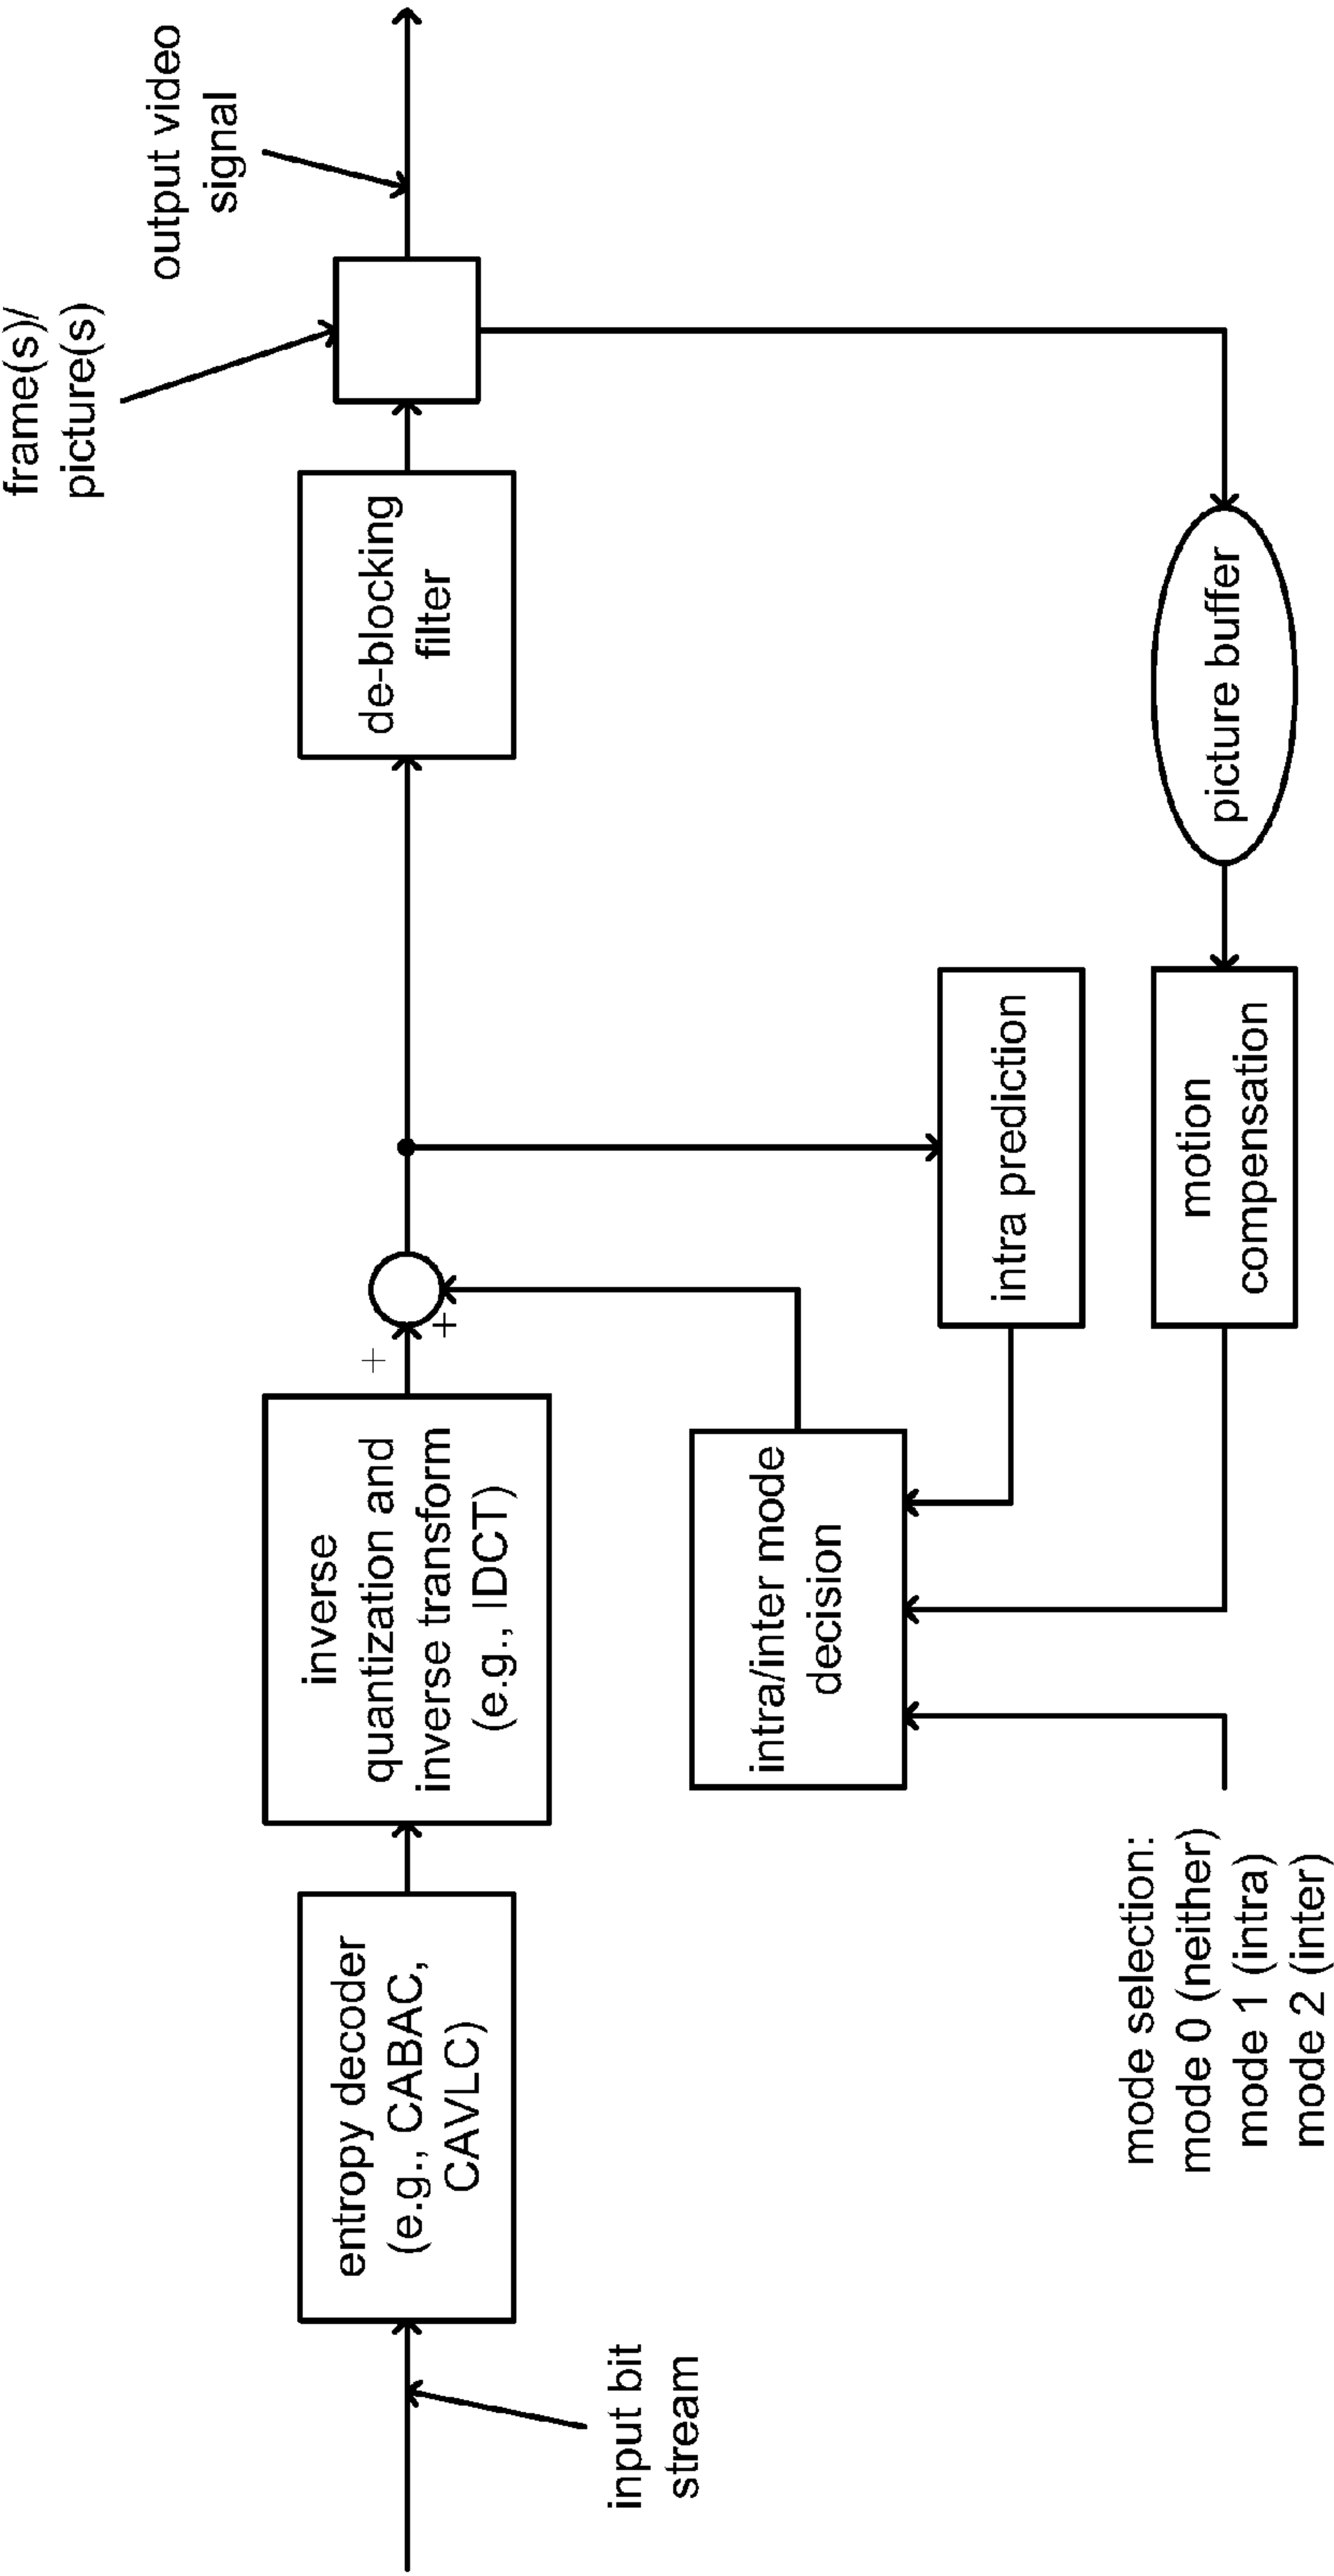 input bit
stream
entropy decoder
(e.g., CABAC,
CAVLC)
inverse
quantization and
inverse transform
(e.g., IDCT)
+
+
de-blocking
filter
frame(s)/
picture(s)
output video
signal
intra/inter mode
decision
intra prediction
motion
compensation
picture buffer
mode selection:
mode 0 (neither)
mode 1 (intra)
mode 2 (inter)